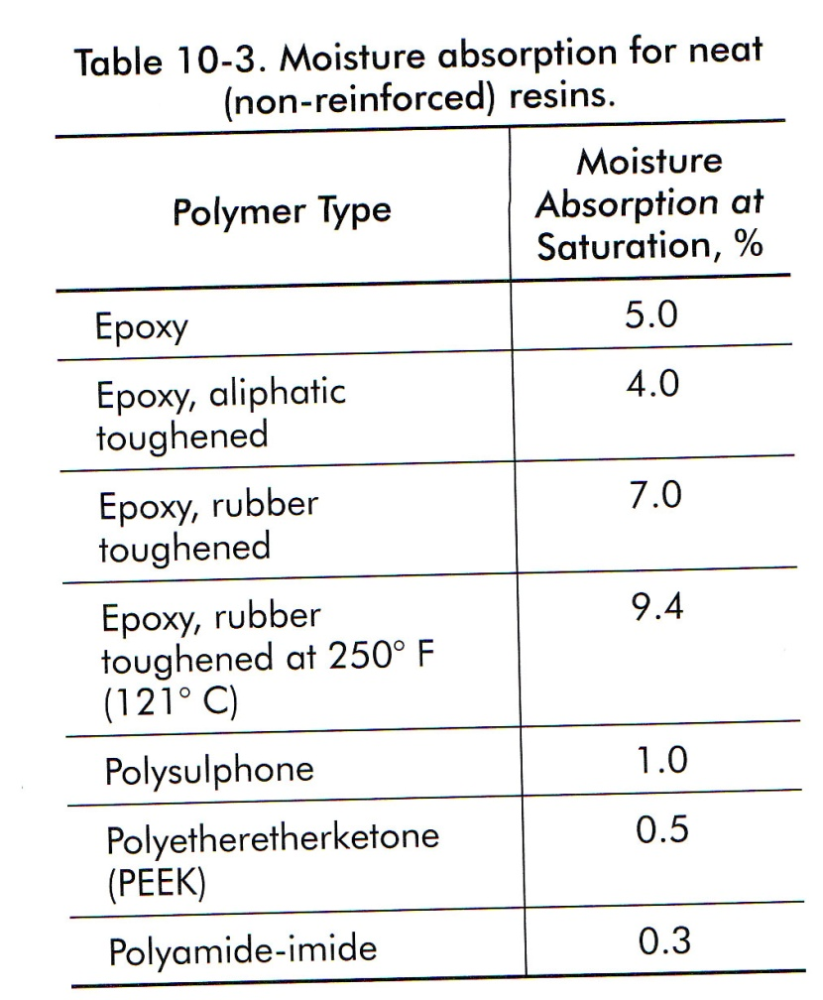 Table 10-3. Moisture absorption for neat
(non-reinforced) resins.
Polymer Type
Moisture
Absorption at
Saturation, %
Epoxy
5.0
Epoxy, aliphatic
toughened
4.0
Epoxy, rubber
toughened
7.0
Epoxy, rubber
toughened at 250° F
(121° C)
9.4
Polysulphone
1.0
Polyetheretherketone
(PEEK)
0.5
Polyamide-imide
0.3